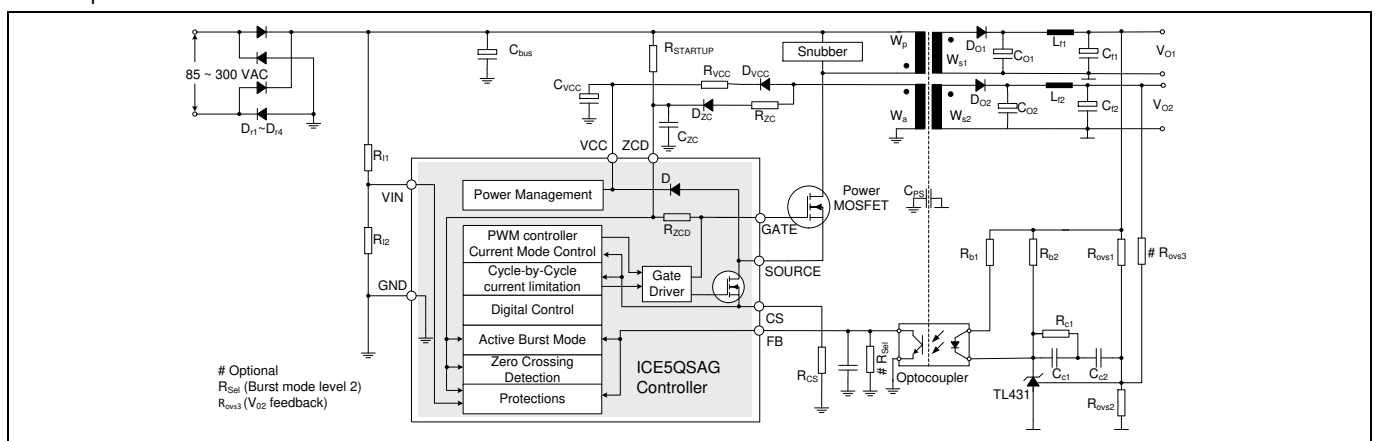 85 ~ 300 VAC
Dr1~Dr4
Cbus
RSTARTUP
Snubber
Wp
Ws1
DO1
CO1
Lf1
Cf1
VO1
CVCC
RVCC
DVCC
DZC
RZC
CZC
Wa
Ws2
DO2
CO2
Lf2
Cf2
VO2
VCC
ZCD
RI1
VIN
RI2
GND
Power Management
D
RZCD
GATE
Power
MOSFET
CPS
SOURCE
PWM controller
Current Mode Control
Cycle-by-Cycle
current limitation
Gate
Driver
Digital Control
CS
FB
Active Burst Mode
Zero Crossing
Detection
Protections
ICE5QSAG
Controller
RCS
# RSel
Optocoupler
Rb1
Rb2
Rovs1
# Rovs3
Rc1
Cc1
Cc2
TL431
Rovs2
# Optional
RSel (Burst mode level 2)
Rovs3 (V02 feedback)